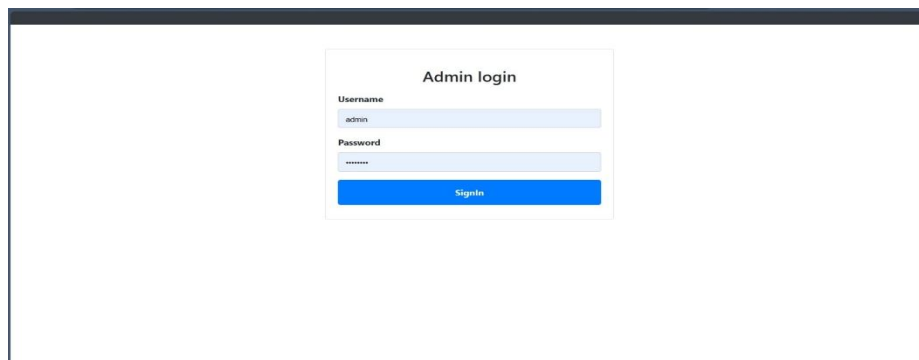 Admin login
Username
admin
Password
••••••••
SignIn